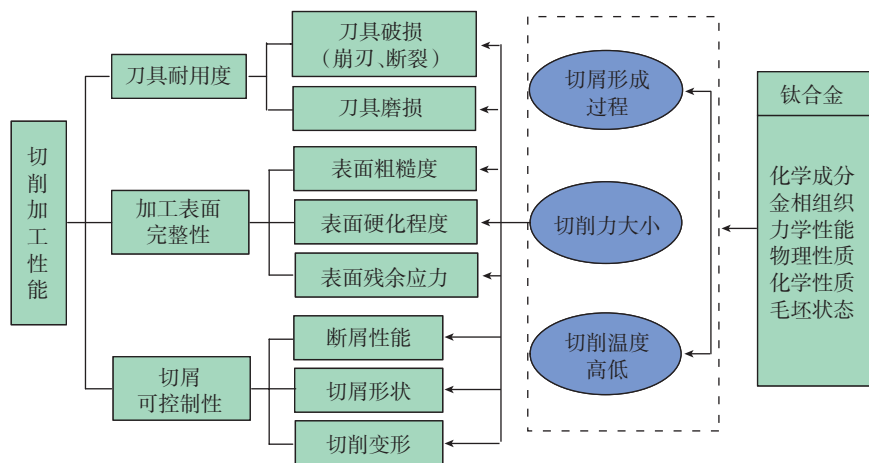 切
削
加
工
性
能
刀具耐用度
加工表面
完整性
切屑
可控制性
刀具破损
（崩刃、断裂）
刀具磨损
表面粗糙度
表面硬化程度
表面残余应力
断屑性能
切屑形状
切削变形
切屑形成
过程
切削力大小
切削温度
高低
钛合金
化学成分
金相组织
力学性能
物理性质
化学性质
毛坯状态